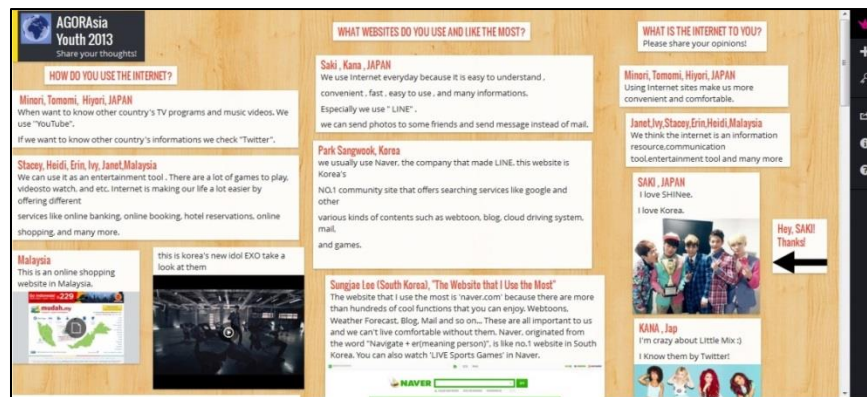 AGORAsia
Youth 2013
Share your thoughts!
HOW DO YOU USE THE INTERNET?
Minori, Tomomi, Hiyori, JAPAN
When want to know other country's TV programs and music videos. We
use "YouTube".
If we want to know other country's informations we check "Twitter".
Stacey, Heidi, Erin, Ivy, Janet,Malaysia
We can use it as an entertainment tool . There are a lot of games to play,
videosto watch, and etc. Internet is making our life a lot easier by
offering different
services like online banking, online booking, hotel reservations, online
shopping, and many more.
Malaysia
This is an online shopping
website in Malaysia.
229
mudah.my
this is korea's new idol EXO take a
look at them
WHAT WEBSITES DO YOU USE AND LIKE THE MOST?
Saki , Kana , JAPAN
We use Internet everyday because it is easy to understand ,
convenient , fast , easy to use , and many informations.
Especially we use " LINE" .
we can send photos to some friends and send message instead of mail.
Park Sangwook, Korea
we usually use Naver, the company that made LINE. this website is
Korea's
NO.1 community site that offers searching services like google and
other
various kinds of contents such as webtoon, blog, cloud driving system,
mail,
and games.
Sungjae Lee (South Korea), "The Website that I Use the Most"
The website that I use the most is 'naver.com' because there are more
than hundreds of cool functions that you can enjoy. Webtoons,
Weather Forecast, Blog, Mail and so on... These are all important to us
and we can't live comfortable without them. Naver, originated from
the word "Navigate + er(meaning person)", is like no.1 website in South
Korea. You can also watch 'LIVE Sports Games' in Naver.
NAVER
WHAT IS THE INTERNET TO YOU?
Please share your opinions!
Minori, Tomomi, Hiyori, JAPAN
Using Internet sites make us more
convenient and comfortable.
Janet,Ivy,Stacey,Erin,Heidi,Malaysia
We think the internet is an information
resource,communication
tool,entertainment tool and many more
SAKI , JAPAN
I love SHINee.
I love Korea.
Hey, SAKI!
Thanks!
KANA , Jap
I'm crazy about Little Mix :)
I Know them by Twitter!